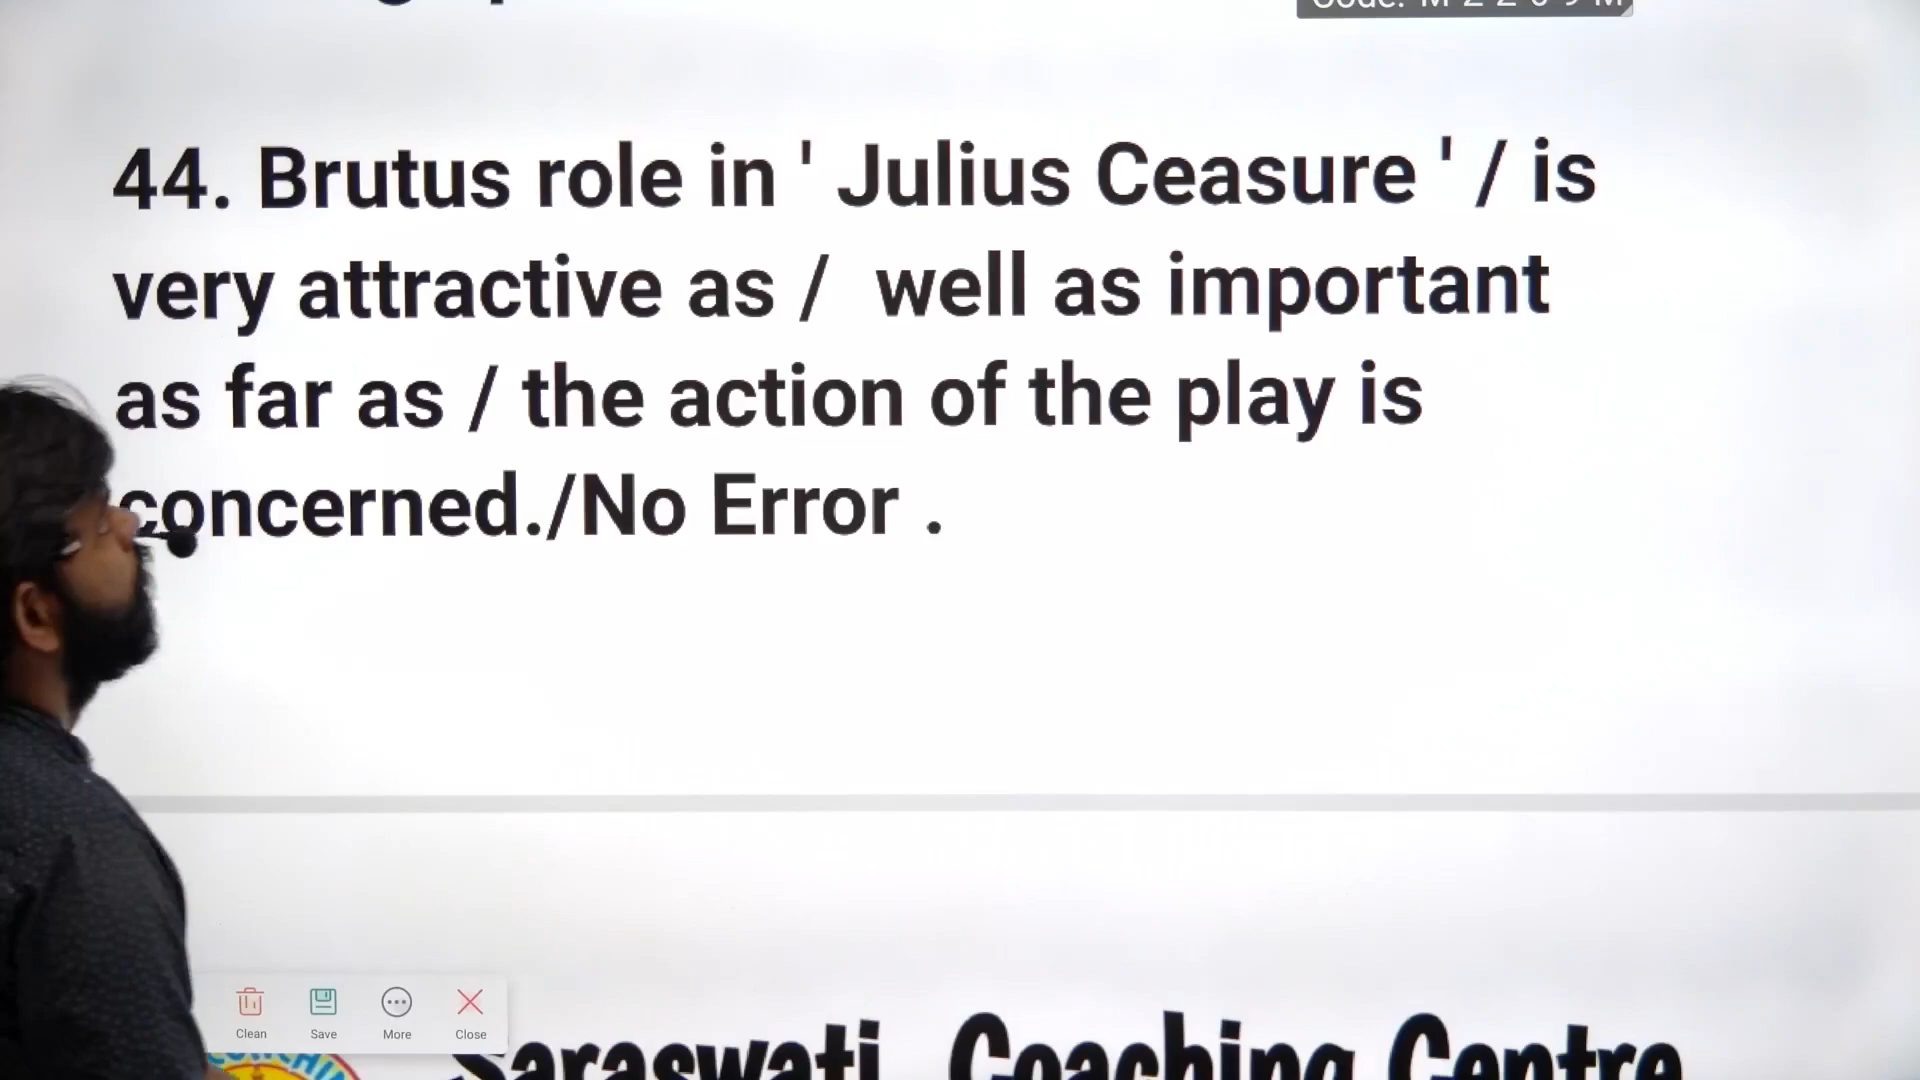 44. Brutus role in ' Julius Ceasure ' / is
very attractive as / well as important
as far as / the action of the play is
concerned./No Error .
Clean Save More Close
Saraswati Coaching Centre